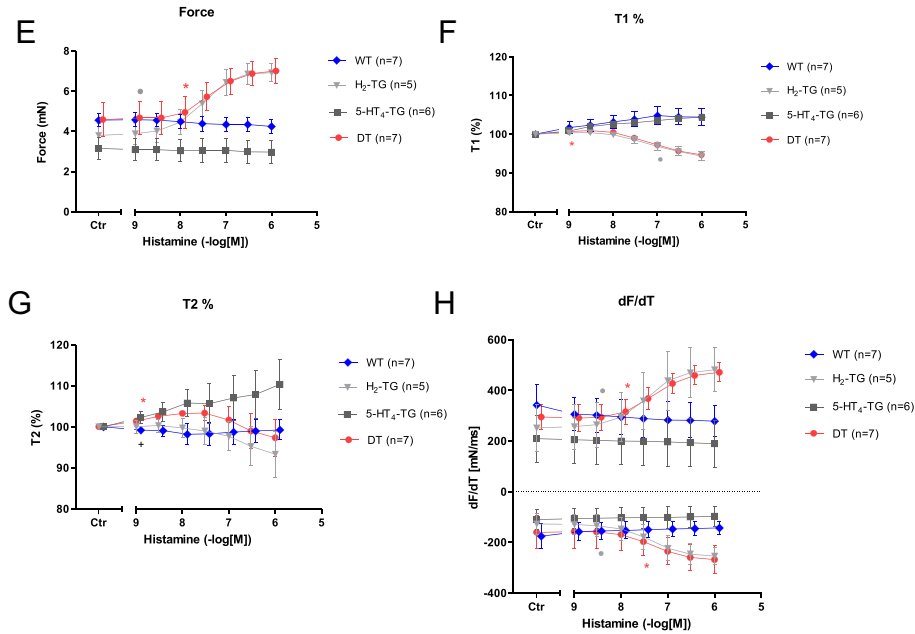 E
Force
Force (mN)
8
6
4
2
0
Ctr
9
8
7
6
5
Histamine (-log[M])
WT (n=7)
H₂-TG (n=5)
5-HT₄-TG (n=6)
DT (n=7)
*
F
T1 %
T1 (%)
120
110
100
90
80
9
8
7
6
5
Ctr
Histamine (-log[M])
WT (n=7)
H₂-TG (n=5)
5-HT₄-TG (n=6)
DT (n=7)
*
G
T2 %
T2 (%)
120
110
100
90
80
Ctr
9
8
7
6
5
Histamine (-log[M])
WT (n=7)
H₂-TG (n=5)
5-HT₄-TG (n=6)
DT (n=7)
*
+
H
dF/dT
dF/dT [mN/ms]
600
400
200
0
-200
-400
Ctr
9
8
7
6
5
Histamine (-log[M])
WT (n=7)
H₂-TG (n=5)
5-HT₄-TG (n=6)
DT (n=7)
*
*